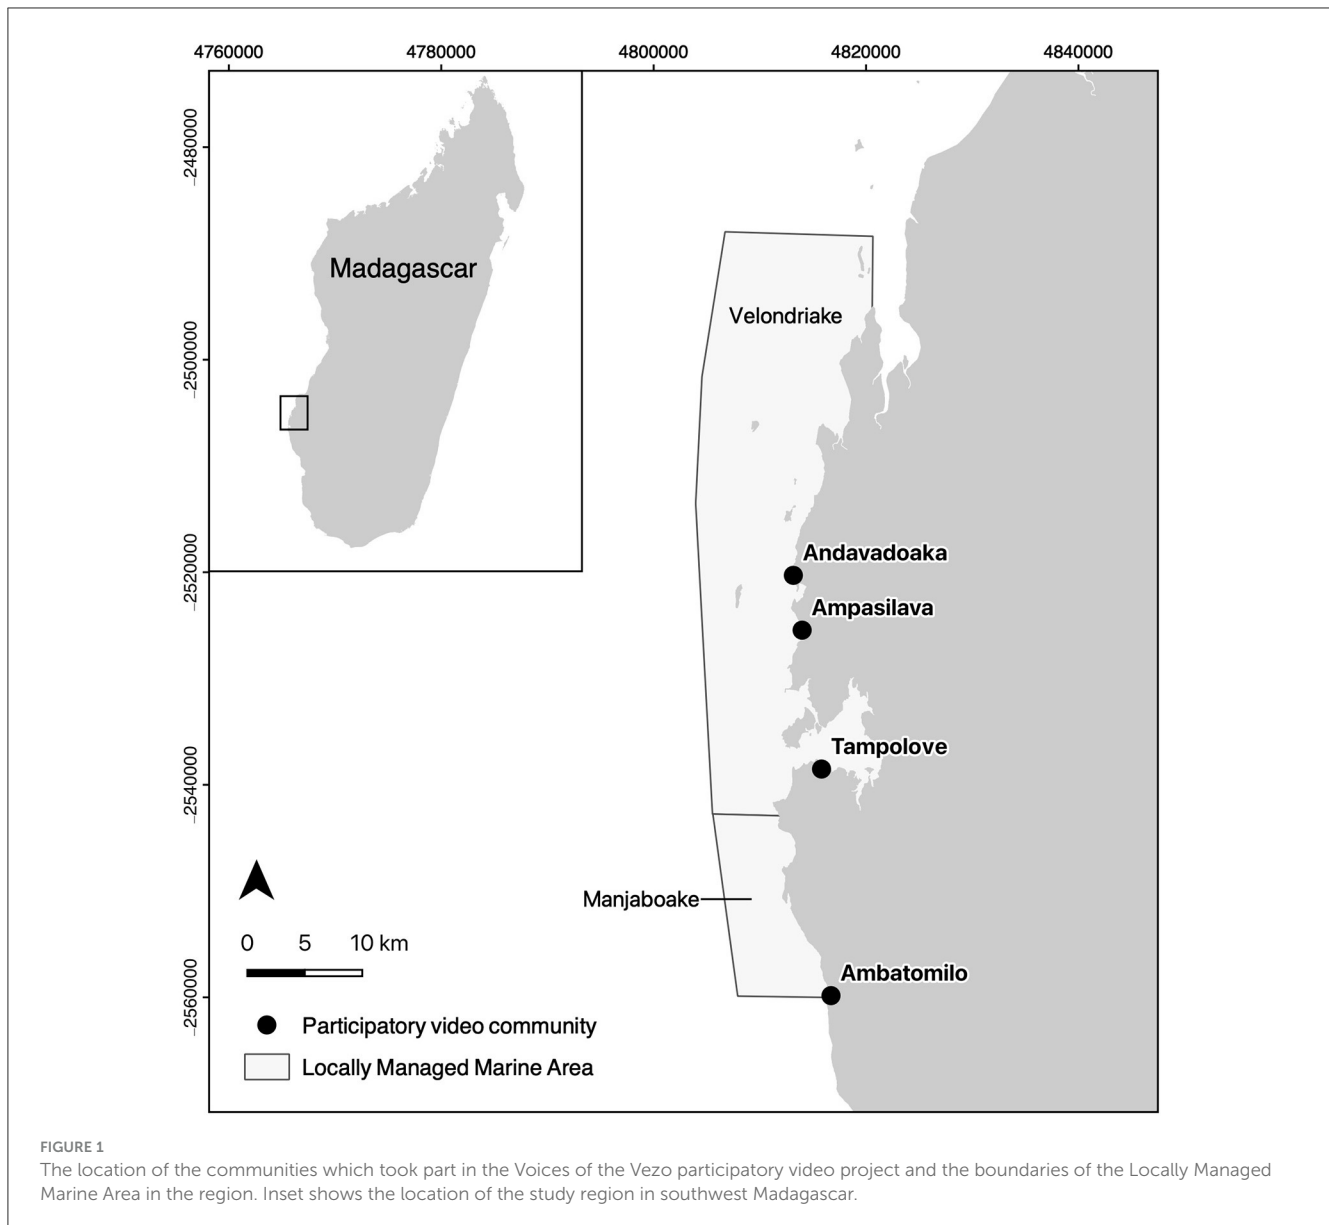 4760000 4780000 4800000 4820000 4840000
−2480000
−2500000
−2520000
−2540000
−2560000
Madagascar
Velondriake
Andavadoaka
Ampasilava
Tampolove
Manjaboake
Ambatomilo
0 5 10 km
Participatory video community
Locally Managed Marine Area
FIGURE 1
The location of the communities which took part in the Voices of the Vezo participatory video project and the boundaries of the Locally Managed
Marine Area in the region. Inset shows the location of the study region in southwest Madagascar.